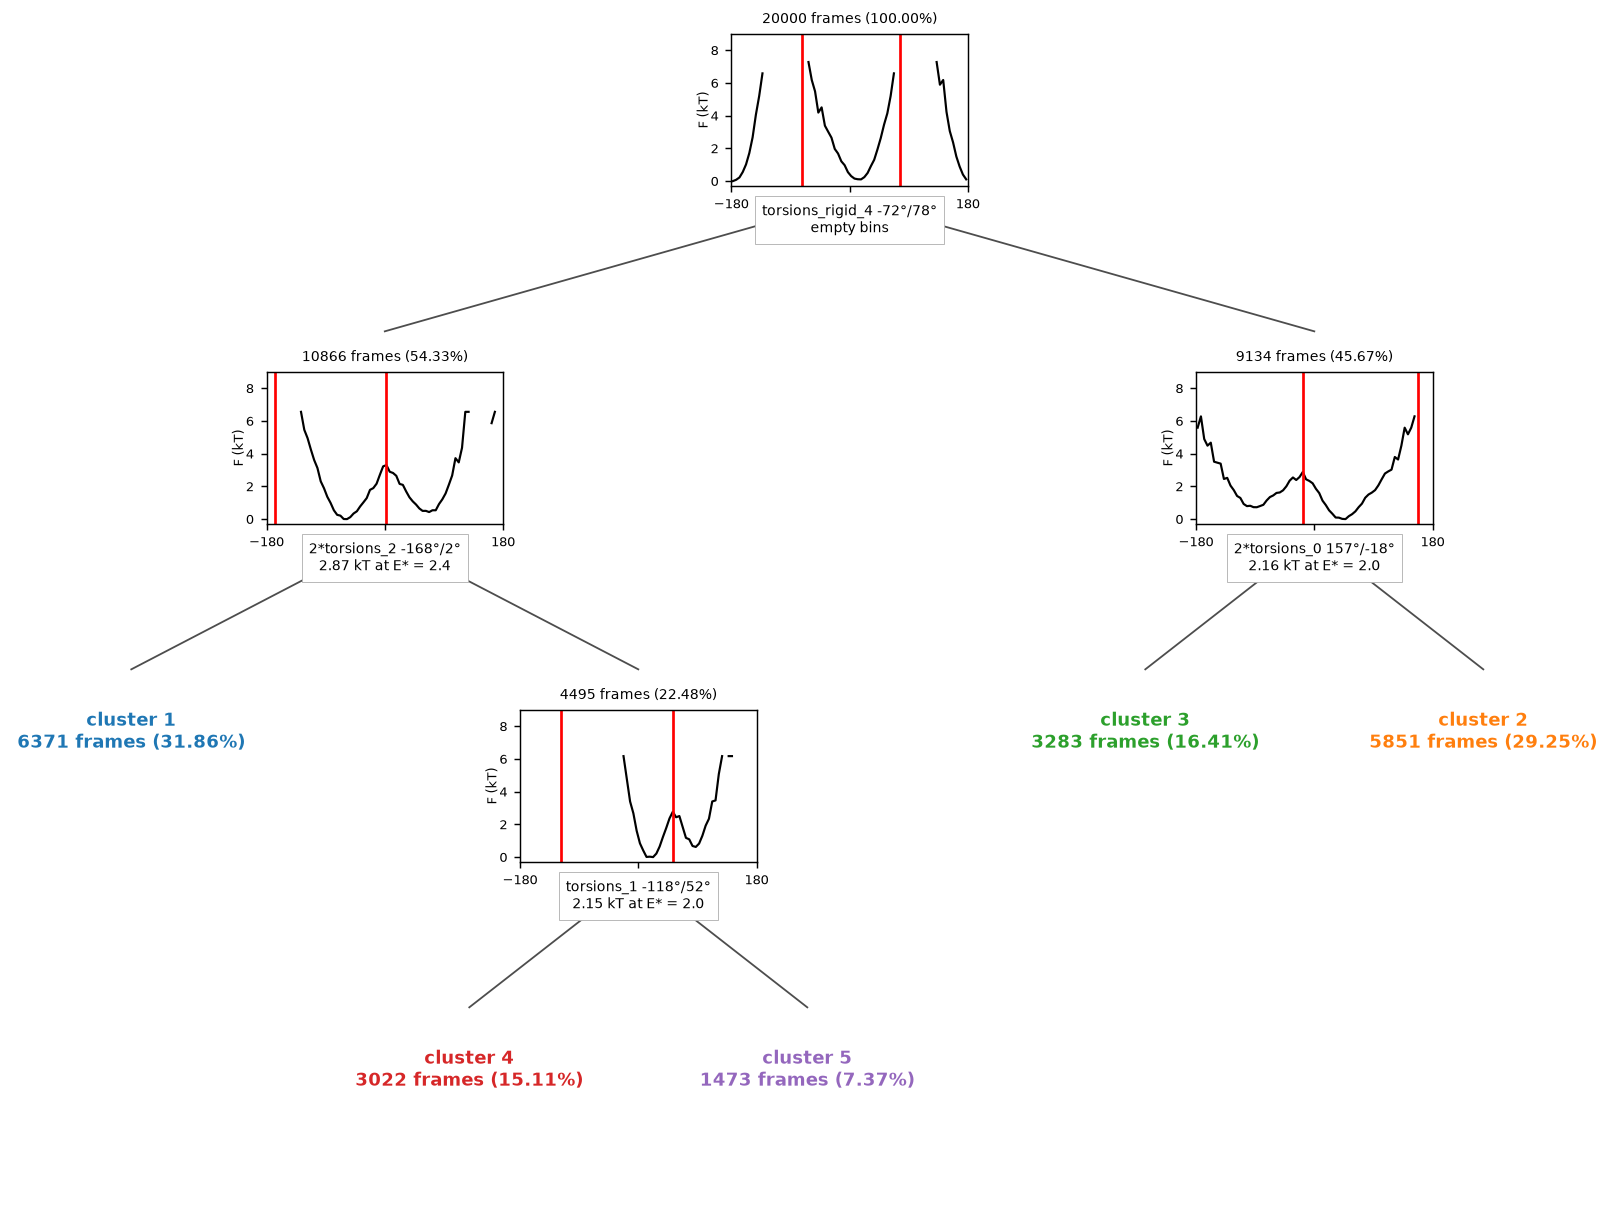 20000 frames (100.00%)
8
6
4
2
0
F (kT)
−180
180
torsions_rigid_4 -72°/78°
empty bins
10866 frames (54.33%)
8
6
4
2
0
F (kT)
−180
180
2*torsions_2 -168°/2°
2.87 kT at E* = 2.4
9134 frames (45.67%)
8
6
4
2
0
F (kT)
−180
180
2*torsions_0 157°/-18°
2.16 kT at E* = 2.0
cluster 1
6371 frames (31.86%)
4495 frames (22.48%)
8
6
4
2
0
F (kT)
−180
180
torsions_1 -118°/52°
2.15 kT at E* = 2.0
cluster 3
3283 frames (16.41%)
cluster 2
5851 frames (29.25%)
cluster 4
3022 frames (15.11%)
cluster 5
1473 frames (7.37%)